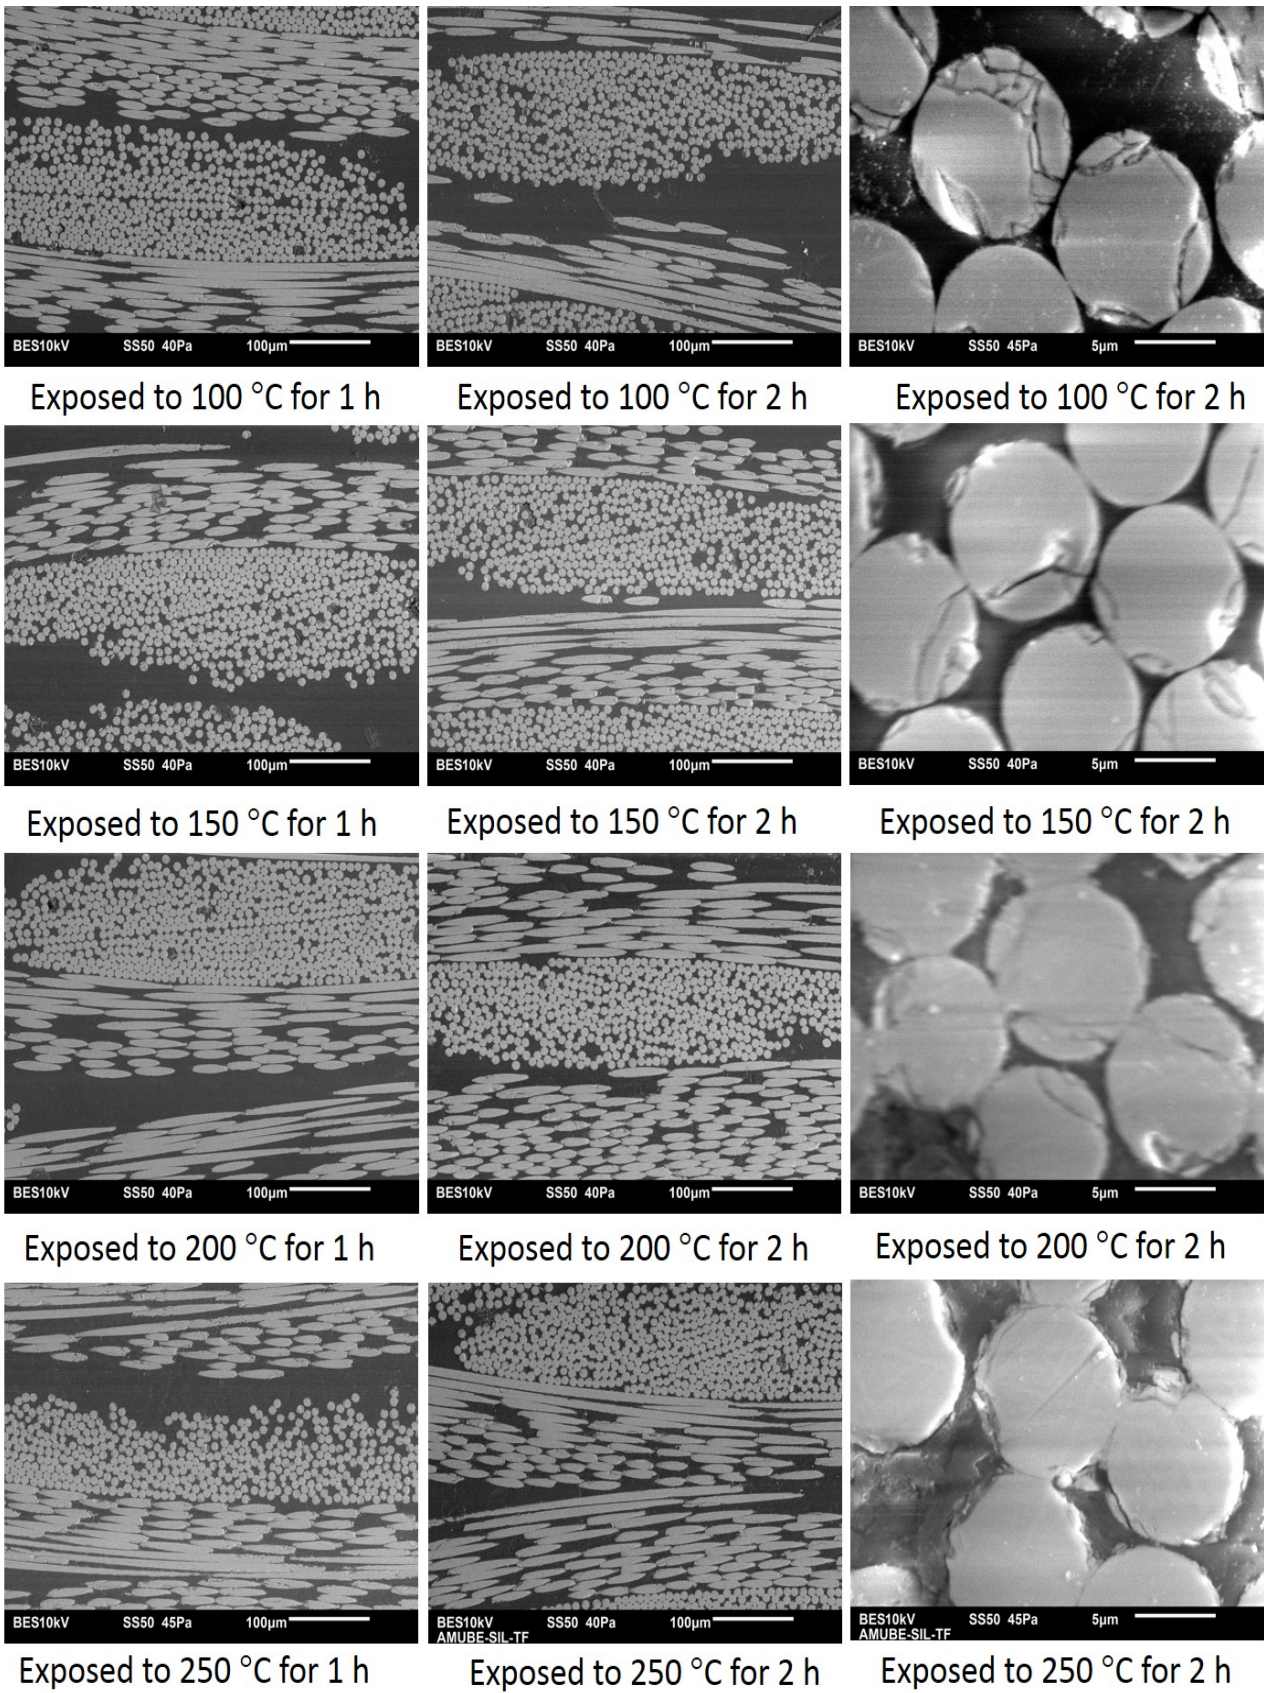 BES10kV SS50 40Pa 100µm
BES10kV SS50 40Pa 100µm
BES10kV SS50 45Pa 5µm
Exposed to 100 °C for 1 h
Exposed to 100 °C for 2 h
Exposed to 100 °C for 2 h
BES10kV SS50 40Pa 100µm
BES10kV SS50 40Pa 100µm
BES10kV SS50 40Pa 5µm
Exposed to 150 °C for 1 h
Exposed to 150 °C for 2 h
Exposed to 150 °C for 2 h
BES10kV SS50 40Pa 100µm
BES10kV SS50 40Pa 100µm
BES10kV SS50 40Pa 5µm
Exposed to 200 °C for 1 h
Exposed to 200 °C for 2 h
Exposed to 200 °C for 2 h
BES10kV SS50 45Pa 100µm
BES10kV SS50 40Pa 100µm
AMUBE-SIL-TF
BES10kV SS50 45Pa 5µm
AMUBE-SIL-TF
Exposed to 250 °C for 1 h
Exposed to 250 °C for 2 h
Exposed to 250 °C for 2 h